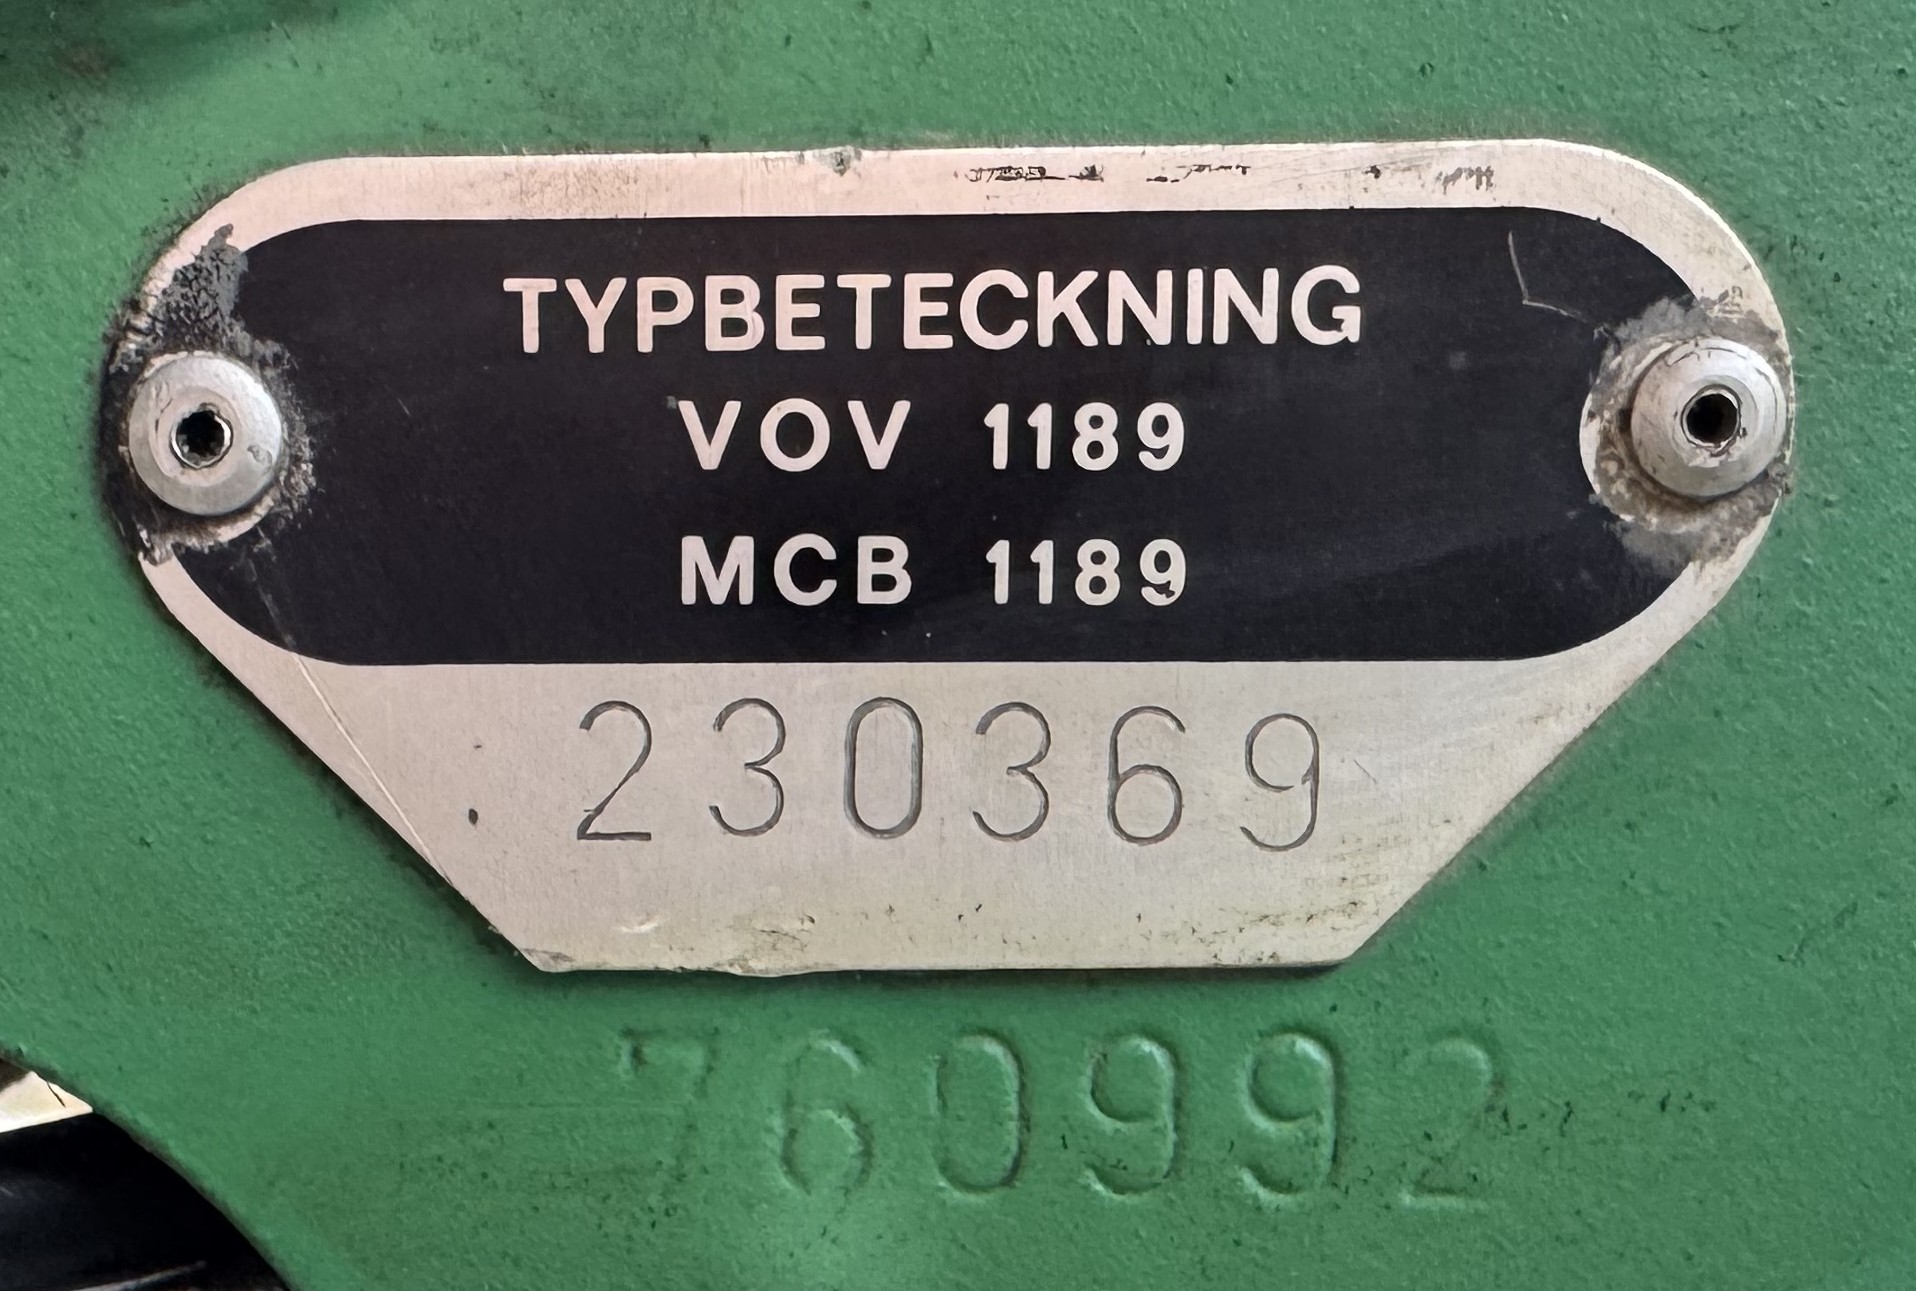 TYPBETECKNING
VOV 1189
MCB 1189
230369
760992